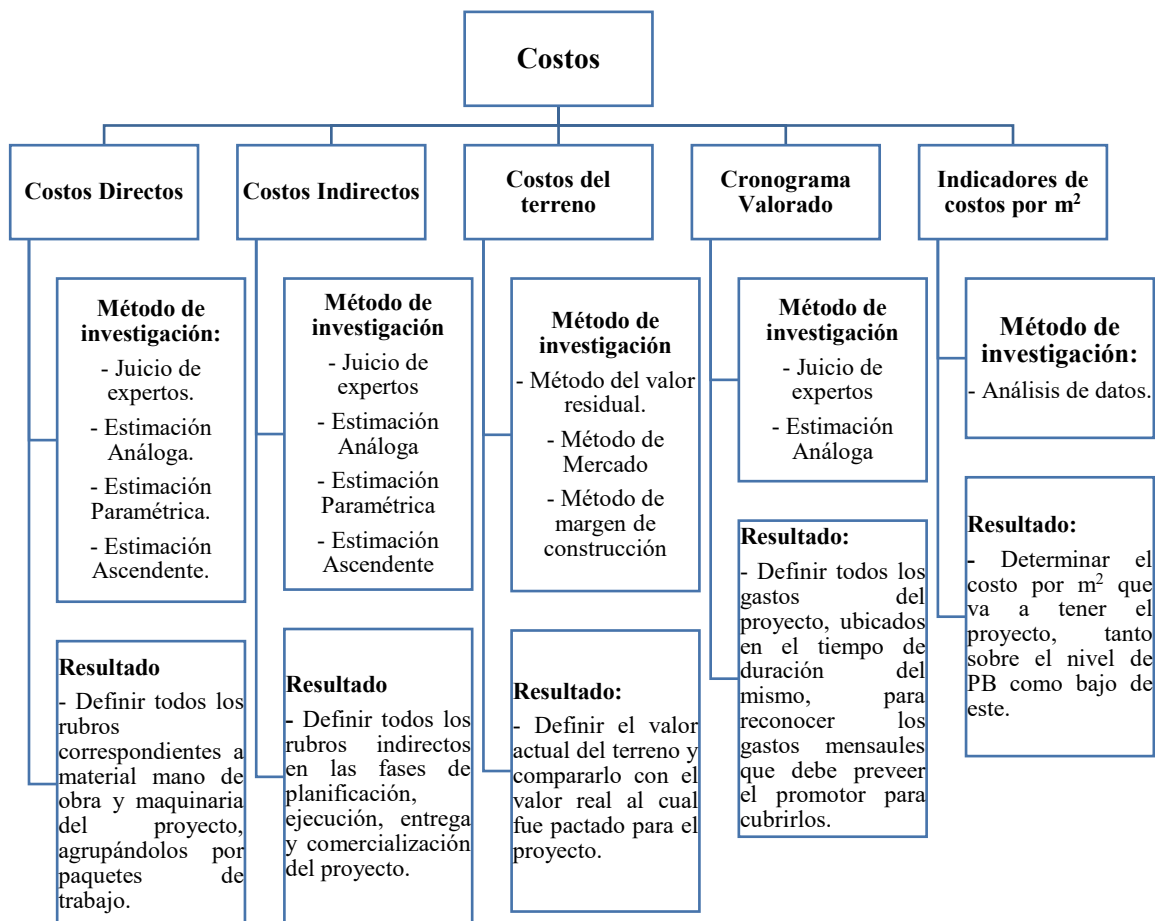 Costos
Costos Directos
Método de
investigación:
- Juicio de
expertos.
- Estimación
Análoga.
- Estimación
Paramétrica.
- Estimación
Ascendente.
Resultado
- Definir todos los
rubros
correspondientes a
material mano de
obra y maquinaria
del proyecto,
agrupándolos por
paquetes de
trabajo.
Costos Indirectos
Método de
investigación
- Juicio de
expertos
- Estimación
Análoga
- Estimación
Paramétrica
- Estimación
Ascendente
Resultado
- Definir todos los
rubros indirectos
en las fases de
planificación,
ejecución, entrega
y comercialización
del proyecto.
Costos del
terreno
Método de
investigación
- Método del valor
residual.
- Método de
Mercado
- Método de
margen de
construcción
Resultado:
- Definir el valor
actual del terreno y
compararlo con el
valor real al cual
fue pactado para el
proyecto.
Cronograma
Valorado
Método de
investigación
- Juicio de
expertos
- Estimación
Análoga
Resultado:
- Definir todos los
gastos del
proyecto, ubicados
en el tiempo de
duración del
mismo, para
reconocer los
gastos mensaules
que debe preveer
el promotor para
cubrirlos.
Indicadores de
costos por m²
Método de
investigación:
- Análisis de datos.
Resultado:
- Determinar el
costo por m² que
va a tener el
proyecto, tanto
sobre el nivel de
PB como bajo de
este.